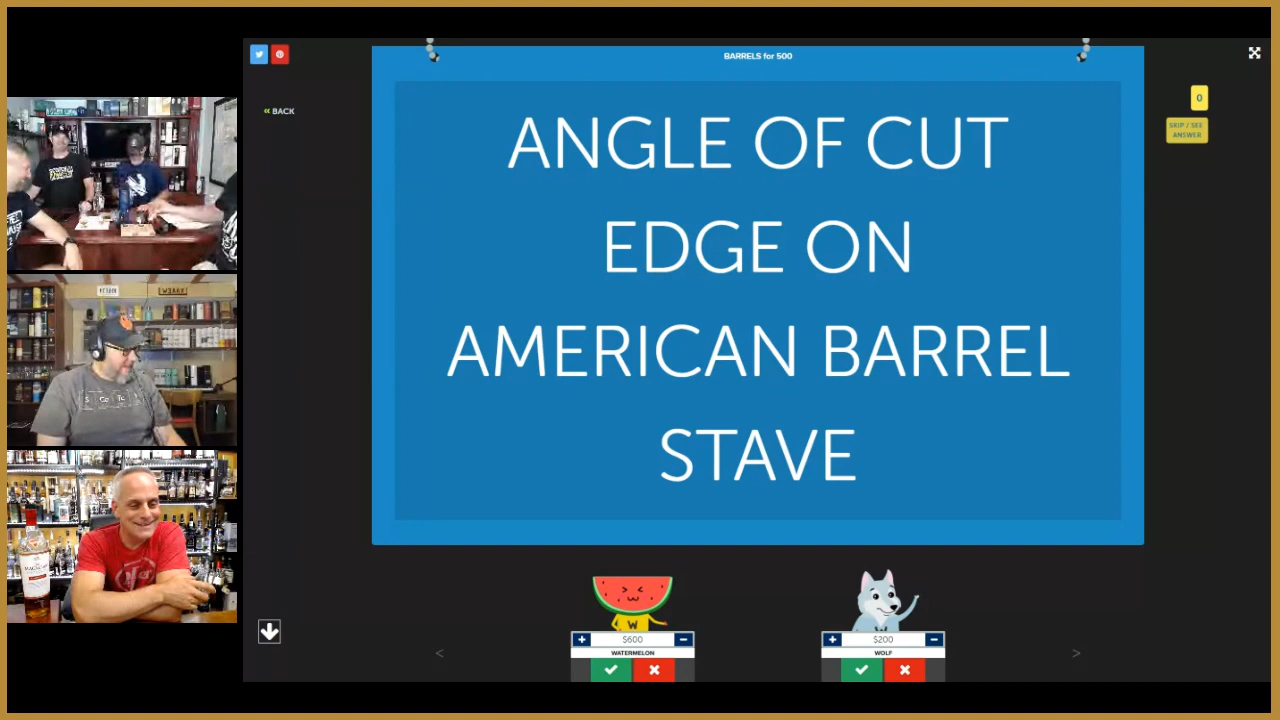 BARRELS for 500
« BACK
0
SKIP / SEE
ANSWER
ANGLE OF CUT
EDGE ON
AMERICAN BARREL
STAVE
W
W
+ $600 −
+ $200 −
WATERMELON
WOLF
< >